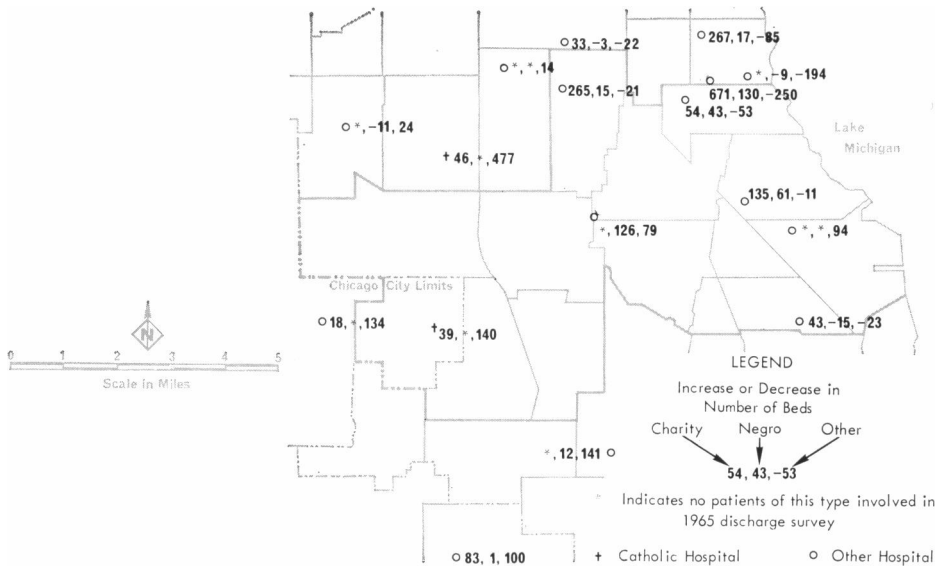 33, -3, -22
267, 17, -85
*, *, 14
*, -9, -194
265, 15, -21
671, 130, -250
54, 43, -53
*, -11, 24
Lake
Michigan
46, *, 477
135, 61, -11
*, 126, 79
*, *, 94
Chicago City Limits
18, *, 134
39, *, 140
43, -15, -23
N
0 1 2 3 4 5
Scale in Miles
LEGEND
Increase or Decrease in
Number of Beds
Charity Negro Other
54, 43, -53
*, 12, 141
* Indicates no patients of this type involved in
1965 discharge survey
83, 1, 100
† Catholic Hospital o Other Hospital